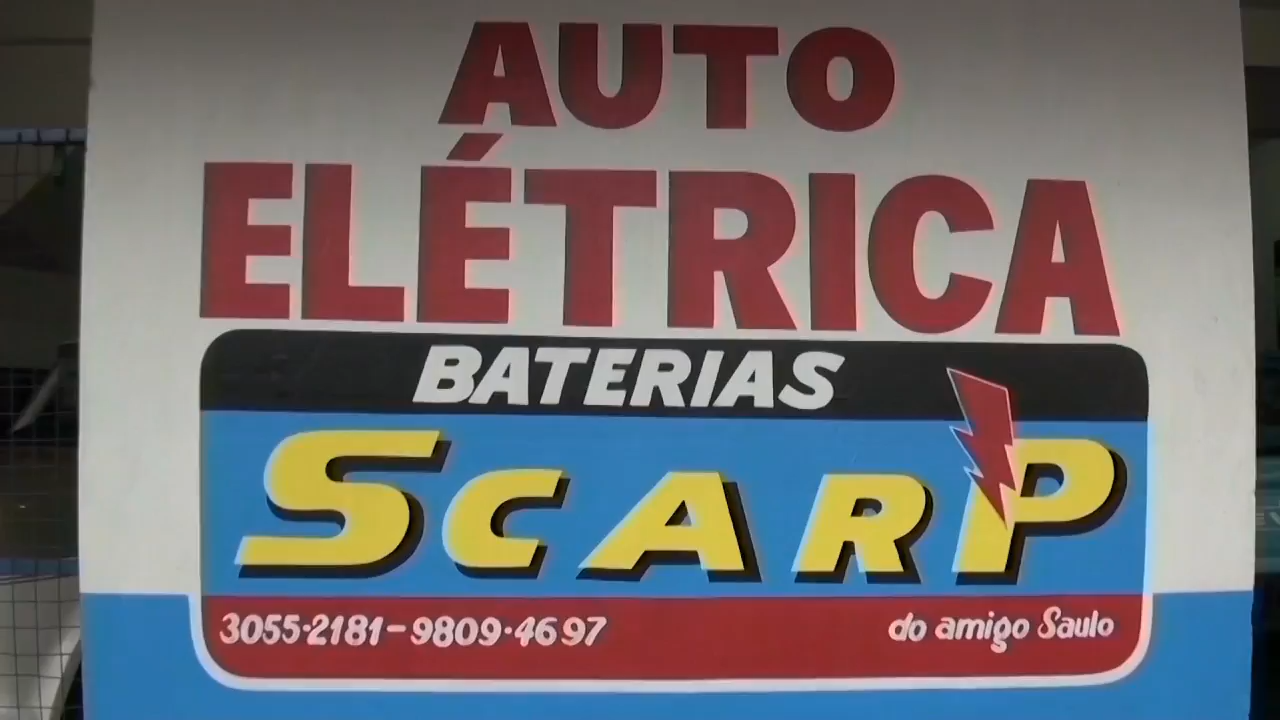 AUTO
ELÉTRICA
BATERIAS
SCARP
3055·2181-9809·4697 do amigo Saulo